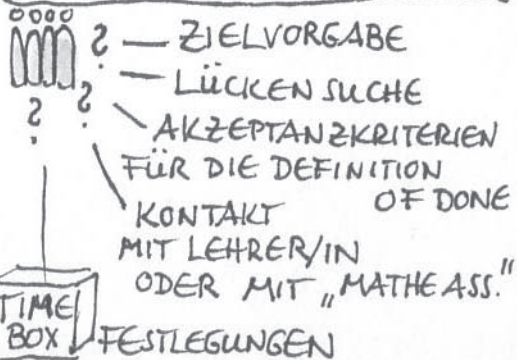 ZIELVORGABE
LÜCKEN SUCHE
AKZEPTANZKRITERIEN
FÜR DIE DEFINITION
OF DONE
KONTAKT
MIT LEHRER/IN
ODER MIT „MATHE ASS."
TIME
BOX
FESTLEGUNGEN